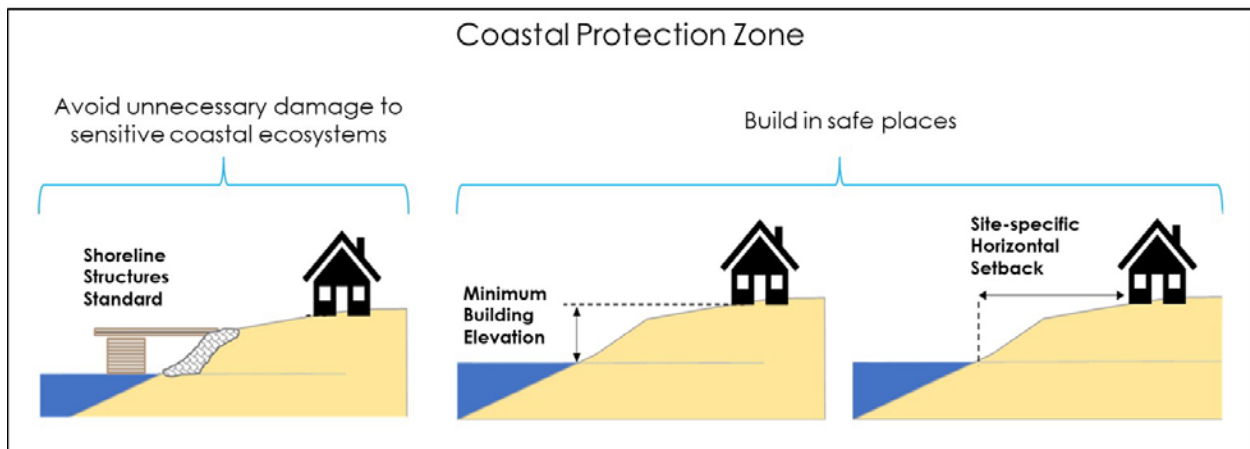 Coastal Protection Zone
Avoid unnecessary damage to
sensitive coastal ecosystems
Build in safe places
Shoreline
Structures
Standard
Minimum
Building
Elevation
Site-specific
Horizontal
Setback